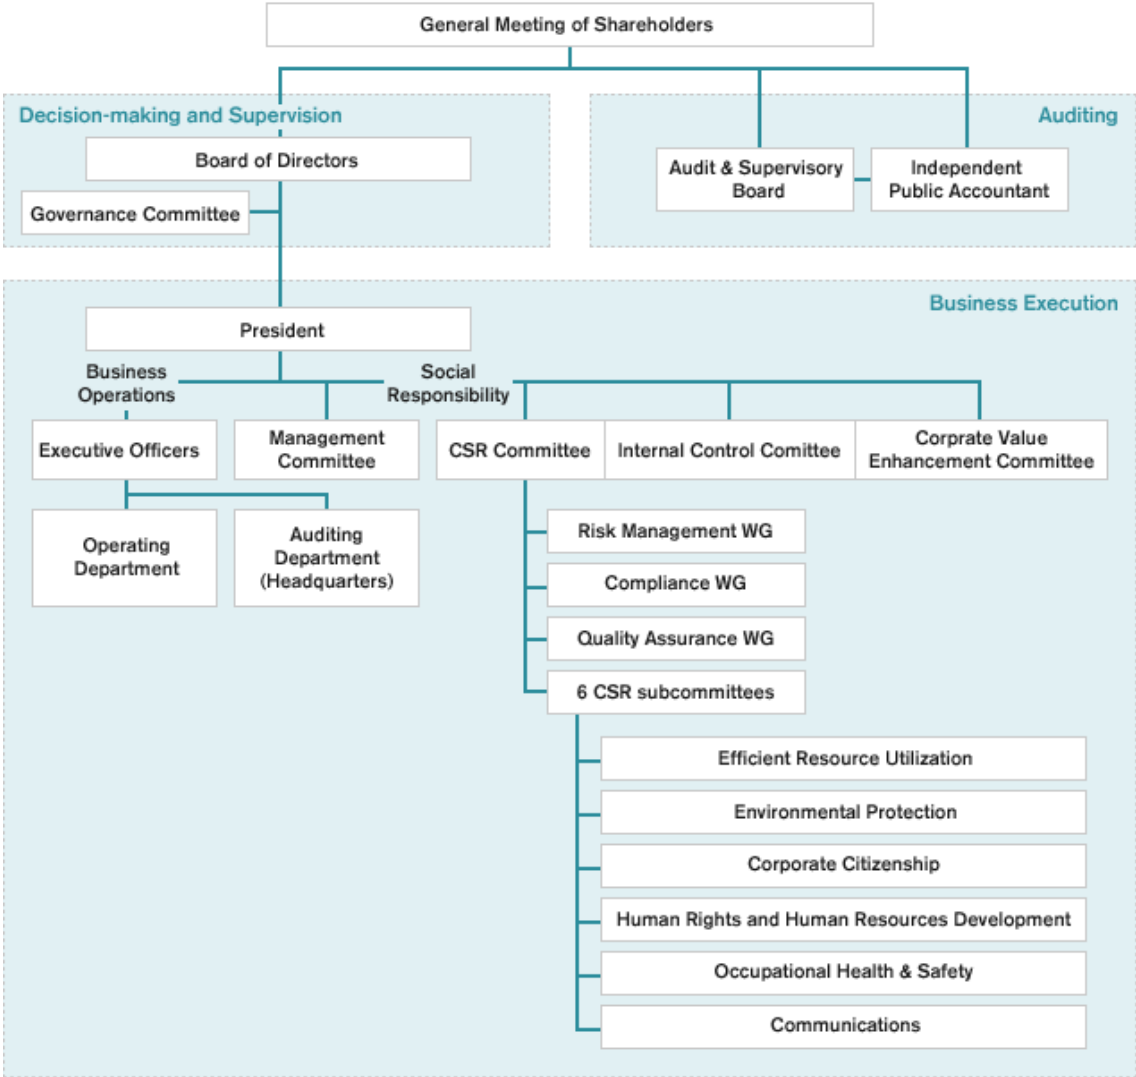 General Meeting of Shareholders
Decision-making and Supervision
Auditing
Board of Directors
Audit & Supervisory
Board
Independent
Public Accountant
Governance Committee
Business Execution
President
Business
Operations
Social
Responsibility
Executive Officers
Management
Committee
CSR Committee
Internal Control Comittee
Corprate Value
Enhancement Committee
Operating
Department
Auditing
Department
(Headquarters)
Risk Management WG
Compliance WG
Quality Assurance WG
6 CSR subcommittees
Efficient Resource Utilization
Environmental Protection
Corporate Citizenship
Human Rights and Human Resources Development
Occupational Health & Safety
Communications